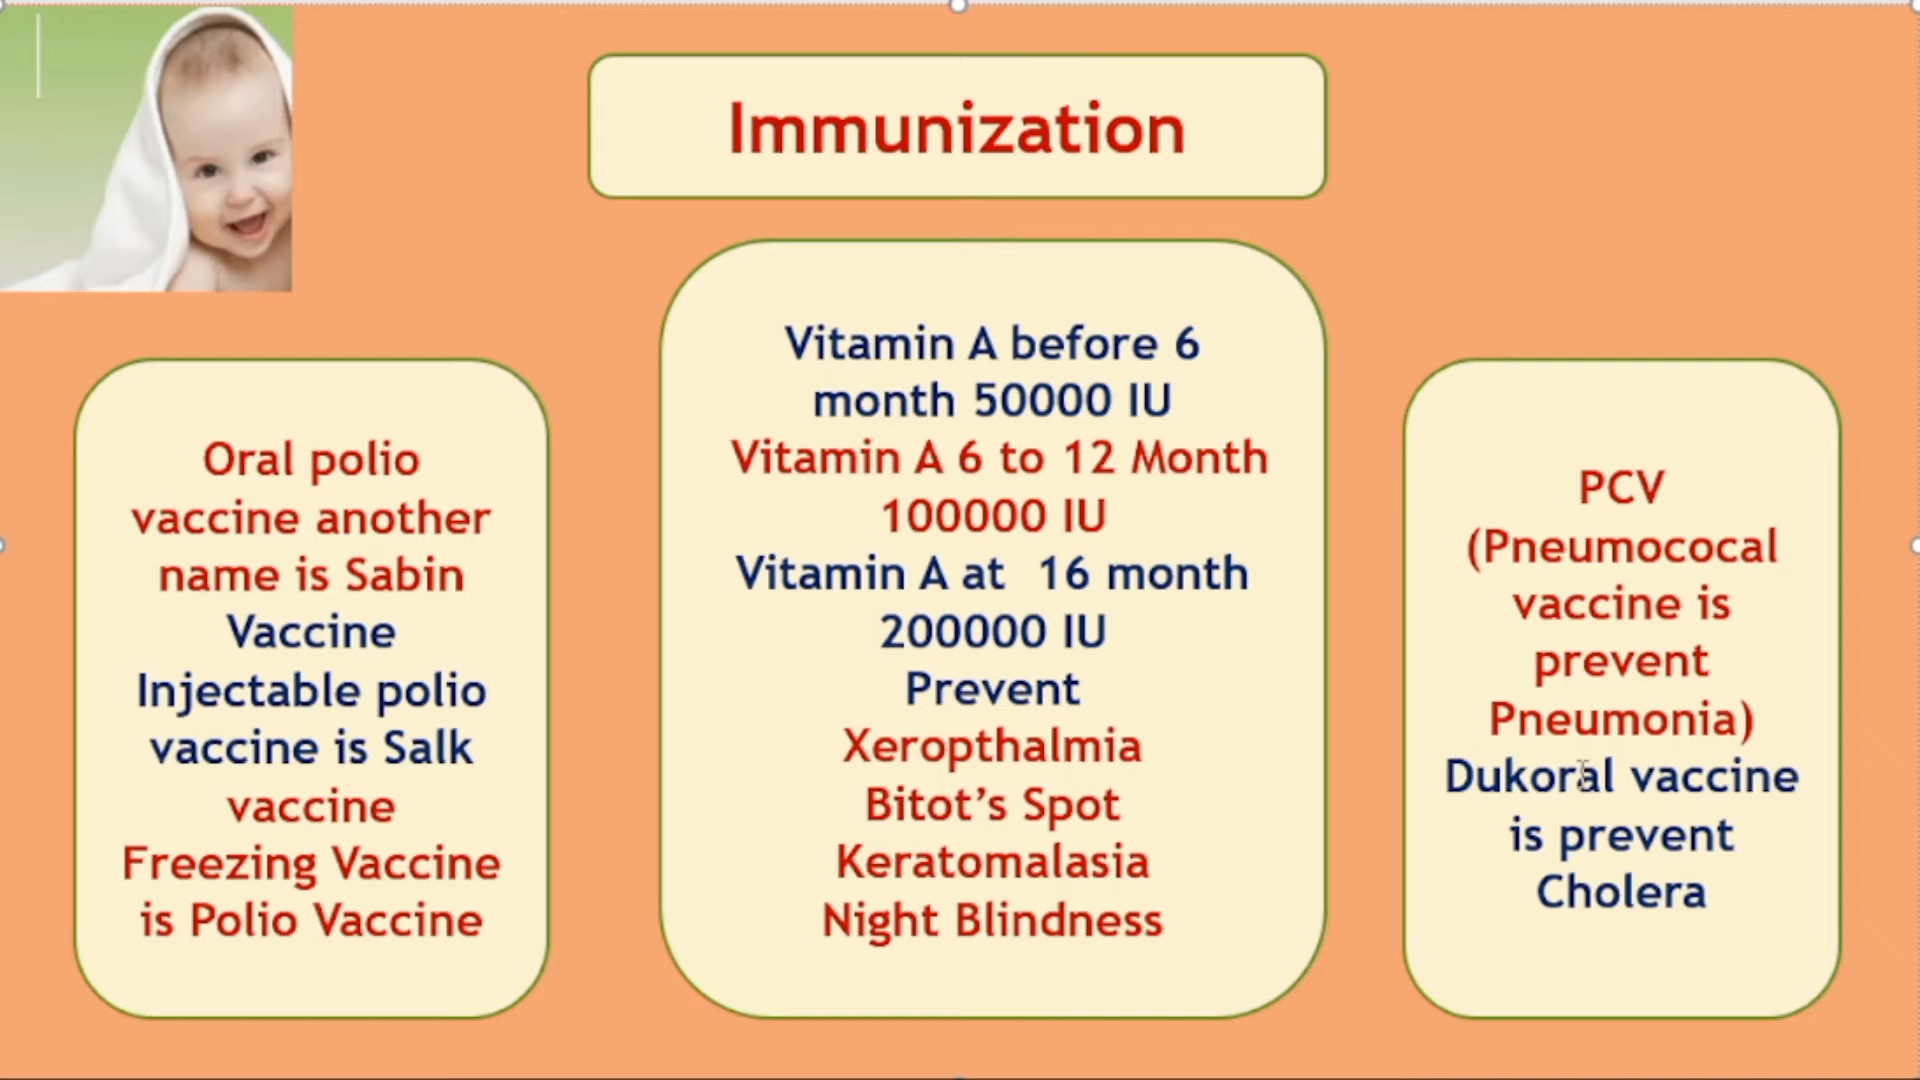 Immunization
Oral polio
vaccine another
name is Sabin
Vaccine
Injectable polio
vaccine is Salk
vaccine
Freezing Vaccine
is Polio Vaccine
Vitamin A before 6
month 50000 IU
Vitamin A 6 to 12 Month
100000 IU
Vitamin A at 16 month
200000 IU
Prevent
Xeropthalmia
Bitot's Spot
Keratomalasia
Night Blindness
PCV
(Pneumococal
vaccine is
prevent
Pneumonia)
Dukoral vaccine
is prevent
Cholera